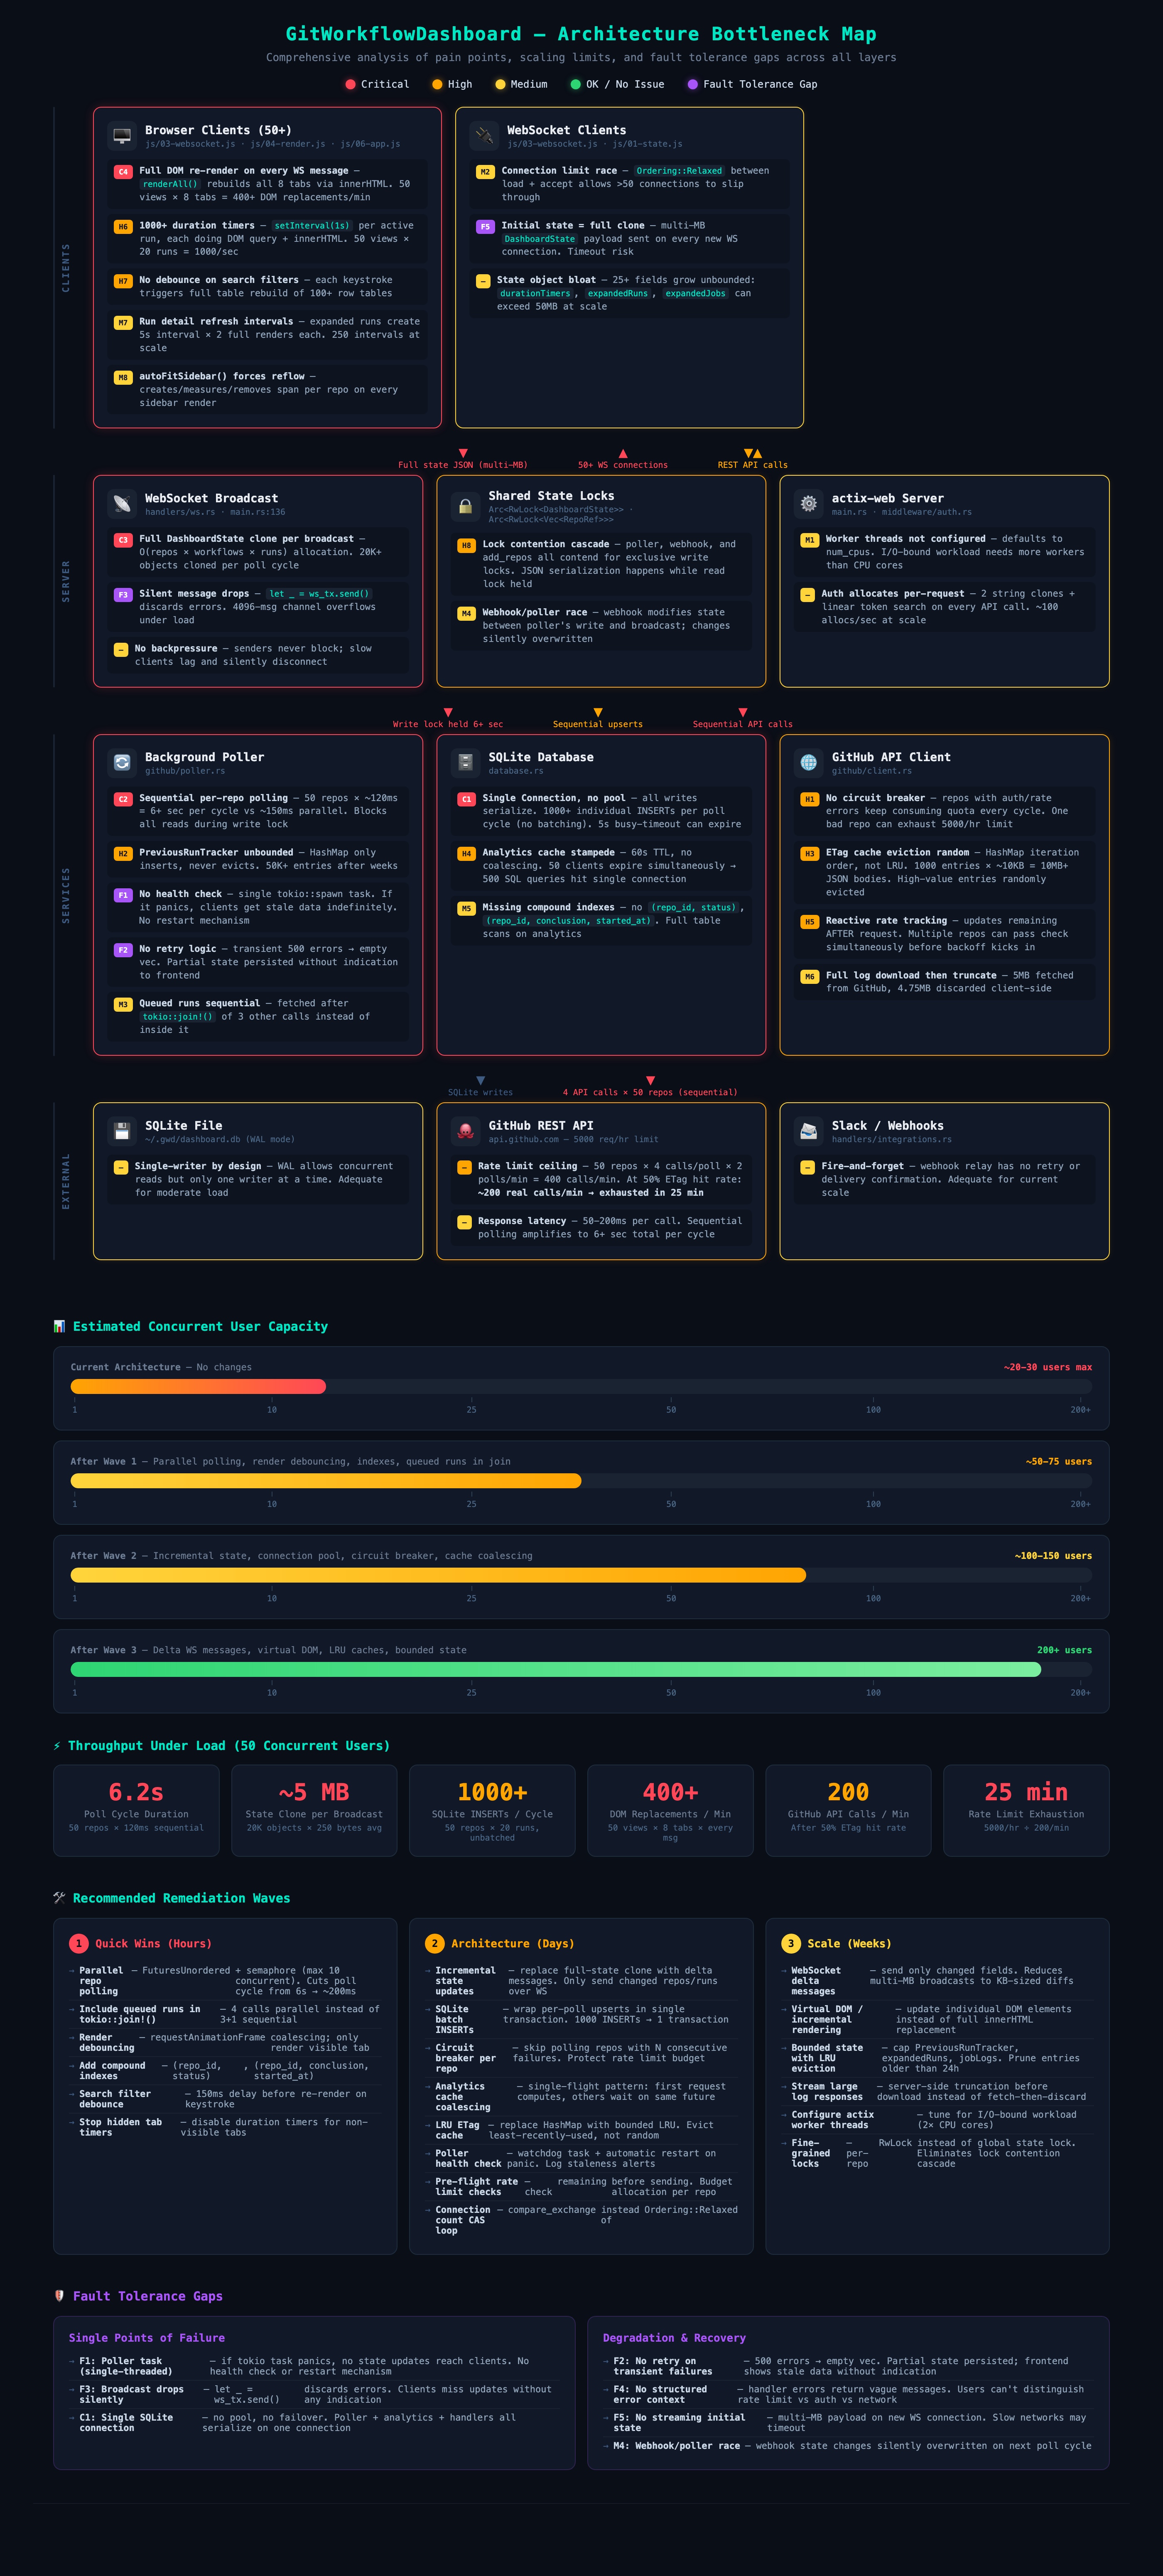 GitWorkflowDashboard — Architecture Bottleneck Map
Comprehensive analysis of pain points, scaling limits, and fault tolerance gaps across all layers
Critical
High
Medium
OK / No Issue
Fault Tolerance Gap
CLIENTS
Browser Clients (50+)
js/03-websocket.js · js/04-render.js · js/06-app.js
C4
Full DOM re-render on every WS message —
renderAll() rebuilds all 8 tabs via innerHTML. 50
views × 8 tabs = 400+ DOM replacements/min
H6
1000+ duration timers — setInterval(1s) per active
run, each doing DOM query + innerHTML. 50 views ×
20 runs = 1000/sec
H7
No debounce on search filters — each keystroke
triggers full table rebuild of 100+ row tables
M7
Run detail refresh intervals — expanded runs create
5s interval × 2 full renders each. 250 intervals at
scale
M8
autoFitSidebar() forces reflow —
creates/measures/removes span per repo on every
sidebar render
WebSocket Clients
js/03-websocket.js · js/01-state.js
M2
Connection limit race — Ordering::Relaxed between
load + accept allows >50 connections to slip
through
F5
Initial state = full clone — multi-MB
DashboardState payload sent on every new WS
connection. Timeout risk
—
State object bloat — 25+ fields grow unbounded:
durationTimers, expandedRuns, expandedJobs can
exceed 50MB at scale
▼
Full state JSON (multi-MB)
▲
50+ WS connections
▼▲
REST API calls
SERVER
WebSocket Broadcast
handlers/ws.rs · main.rs:136
C3
Full DashboardState clone per broadcast —
O(repos × workflows × runs) allocation. 20K+
objects cloned per poll cycle
F3
Silent message drops — let _ = ws_tx.send()
discards errors. 4096-msg channel overflows
under load
—
No backpressure — senders never block; slow
clients lag and silently disconnect
Shared State Locks
Arc<RwLock<DashboardState>> ·
Arc<RwLock<Vec<RepoRef>>>
H8
Lock contention cascade — poller, webhook, and
add_repos all contend for exclusive write
locks. JSON serialization happens while read
lock held
M4
Webhook/poller race — webhook modifies state
between poller's write and broadcast; changes
silently overwritten
actix-web Server
main.rs · middleware/auth.rs
M1
Worker threads not configured — defaults to
num_cpus. I/O-bound workload needs more workers
than CPU cores
—
Auth allocates per-request — 2 string clones +
linear token search on every API call. ~100
allocs/sec at scale
▼
Write lock held 6+ sec
▼
Sequential upserts
▼
Sequential API calls
SERVICES
Background Poller
github/poller.rs
C2
Sequential per-repo polling — 50 repos × ~120ms
= 6+ sec per cycle vs ~150ms parallel. Blocks
all reads during write lock
H2
PreviousRunTracker unbounded — HashMap only
inserts, never evicts. 50K+ entries after weeks
F1
No health check — single tokio::spawn task. If
it panics, clients get stale data indefinitely.
No restart mechanism
F2
No retry logic — transient 500 errors → empty
vec. Partial state persisted without indication
to frontend
M3
Queued runs sequential — fetched after
tokio::join!() of 3 other calls instead of
inside it
SQLite Database
database.rs
C1
Single Connection, no pool — all writes
serialize. 1000+ individual INSERTs per poll
cycle (no batching). 5s busy-timeout can expire
H4
Analytics cache stampede — 60s TTL, no
coalescing. 50 clients expire simultaneously →
500 SQL queries hit single connection
M5
Missing compound indexes — no (repo_id, status),
(repo_id, conclusion, started_at). Full table
scans on analytics
GitHub API Client
github/client.rs
H1
No circuit breaker — repos with auth/rate
errors keep consuming quota every cycle. One
bad repo can exhaust 5000/hr limit
H3
ETag cache eviction random — HashMap iteration
order, not LRU. 1000 entries × ~10KB = 10MB+
JSON bodies. High-value entries randomly
evicted
H5
Reactive rate tracking — updates remaining
AFTER request. Multiple repos can pass check
simultaneously before backoff kicks in
M6
Full log download then truncate — 5MB fetched
from GitHub, 4.75MB discarded client-side
▼
SQLite writes
▼
4 API calls × 50 repos (sequential)
EXTERNAL
SQLite File
~/.gwd/dashboard.db (WAL mode)
—
Single-writer by design — WAL allows concurrent
reads but only one writer at a time. Adequate
for moderate load
GitHub REST API
api.github.com — 5000 req/hr limit
—
Rate limit ceiling — 50 repos × 4 calls/poll × 2
polls/min = 400 calls/min. At 50% ETag hit rate:
~200 real calls/min → exhausted in 25 min
—
Response latency — 50-200ms per call. Sequential
polling amplifies to 6+ sec total per cycle
Slack / Webhooks
handlers/integrations.rs
—
Fire-and-forget — webhook relay has no retry or
delivery confirmation. Adequate for current
scale
Estimated Concurrent User Capacity
Current Architecture — No changes
~20-30 users max
1 10 25 50 100 200+
After Wave 1 — Parallel polling, render debouncing, indexes, queued runs in join
~50-75 users
1 10 25 50 100 200+
After Wave 2 — Incremental state, connection pool, circuit breaker, cache coalescing
~100-150 users
1 10 25 50 100 200+
After Wave 3 — Delta WS messages, virtual DOM, LRU caches, bounded state
200+ users
1 10 25 50 100 200+
⚡ Throughput Under Load (50 Concurrent Users)
6.2s
Poll Cycle Duration
50 repos × 120ms sequential
~5 MB
State Clone per Broadcast
20K objects × 250 bytes avg
1000+
SQLite INSERTs / Cycle
50 repos × 20 runs,
unbatched
400+
DOM Replacements / Min
50 views × 8 tabs × every
msg
200
GitHub API Calls / Min
After 50% ETag hit rate
25 min
Rate Limit Exhaustion
5000/hr ÷ 200/min
Recommended Remediation Waves
1 Quick Wins (Hours)
→ Parallel repo polling — FuturesUnordered + semaphore (max 10 concurrent). Cuts poll cycle from 6s → ~200ms
→ Include queued runs in tokio::join!() — 4 calls parallel instead of 3+1 sequential
→ Render debouncing — requestAnimationFrame coalescing; only render visible tab
→ Add compound indexes — (repo_id, status), (repo_id, conclusion, started_at)
→ Search filter debounce — 150ms delay before re-render on keystroke
→ Stop hidden tab timers — disable duration timers for non-visible tabs
2 Architecture (Days)
→ Incremental state updates — replace full-state clone with delta messages. Only send changed repos/runs over WS
→ SQLite batch INSERTs — wrap per-poll upserts in single transaction. 1000 INSERTs → 1 transaction
→ Circuit breaker per repo — skip polling repos with N consecutive failures. Protect rate limit budget
→ Analytics cache coalescing — single-flight pattern: first request computes, others wait on same future
→ LRU ETag cache — replace HashMap with bounded LRU. Evict least-recently-used, not random
→ Poller health check — watchdog task + automatic restart on panic. Log staleness alerts
→ Pre-flight rate limit checks — check remaining before sending. Budget allocation per repo
→ Connection count CAS loop — compare_exchange instead of Ordering::Relaxed
3 Scale (Weeks)
→ WebSocket delta messages — send only changed fields. Reduces multi-MB broadcasts to KB-sized diffs
→ Virtual DOM / incremental rendering — update individual DOM elements instead of full innerHTML replacement
→ Bounded state with LRU eviction — cap PreviousRunTracker, expandedRuns, jobLogs. Prune entries older than 24h
→ Stream large log responses — server-side truncation before download instead of fetch-then-discard
→ Configure actix worker threads — tune for I/O-bound workload (2× CPU cores)
→ Fine-grained locks — per-repo RwLock instead of global state lock. Eliminates lock contention cascade
Fault Tolerance Gaps
Single Points of Failure
→ F1: Poller task (single-threaded) — if tokio task panics, no state updates reach clients. No health check or restart mechanism
→ F3: Broadcast drops silently — let _ = ws_tx.send() discards errors. Clients miss updates without any indication
→ C1: Single SQLite connection — no pool, no failover. Poller + analytics + handlers all serialize on one connection
Degradation & Recovery
→ F2: No retry on transient failures — 500 errors → empty vec. Partial state persisted; frontend shows stale data without indication
→ F4: No structured error context — handler errors return vague messages. Users can't distinguish rate limit vs auth vs network
→ F5: No streaming initial state — multi-MB payload on new WS connection. Slow networks may timeout
→ M4: Webhook/poller race — webhook state changes silently overwritten on next poll cycle